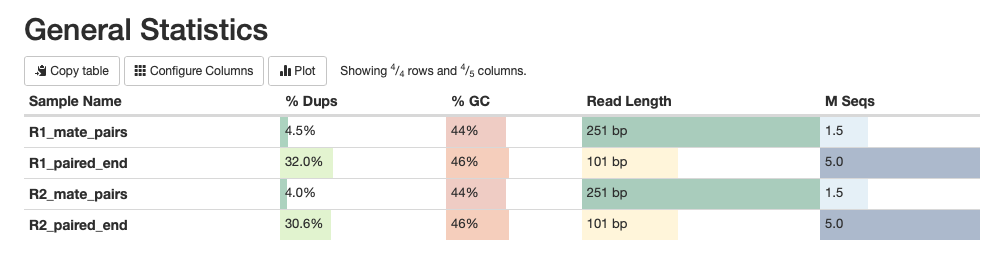 General Statistics
Copy table Configure Columns Plot Showing 4/4 rows and 4/5 columns.
Sample Name % Dups % GC Read Length M Seqs
R1_mate_pairs 4.5% 44% 251 bp 1.5
R1_paired_end 32.0% 46% 101 bp 5.0
R2_mate_pairs 4.0% 44% 251 bp 1.5
R2_paired_end 30.6% 46% 101 bp 5.0